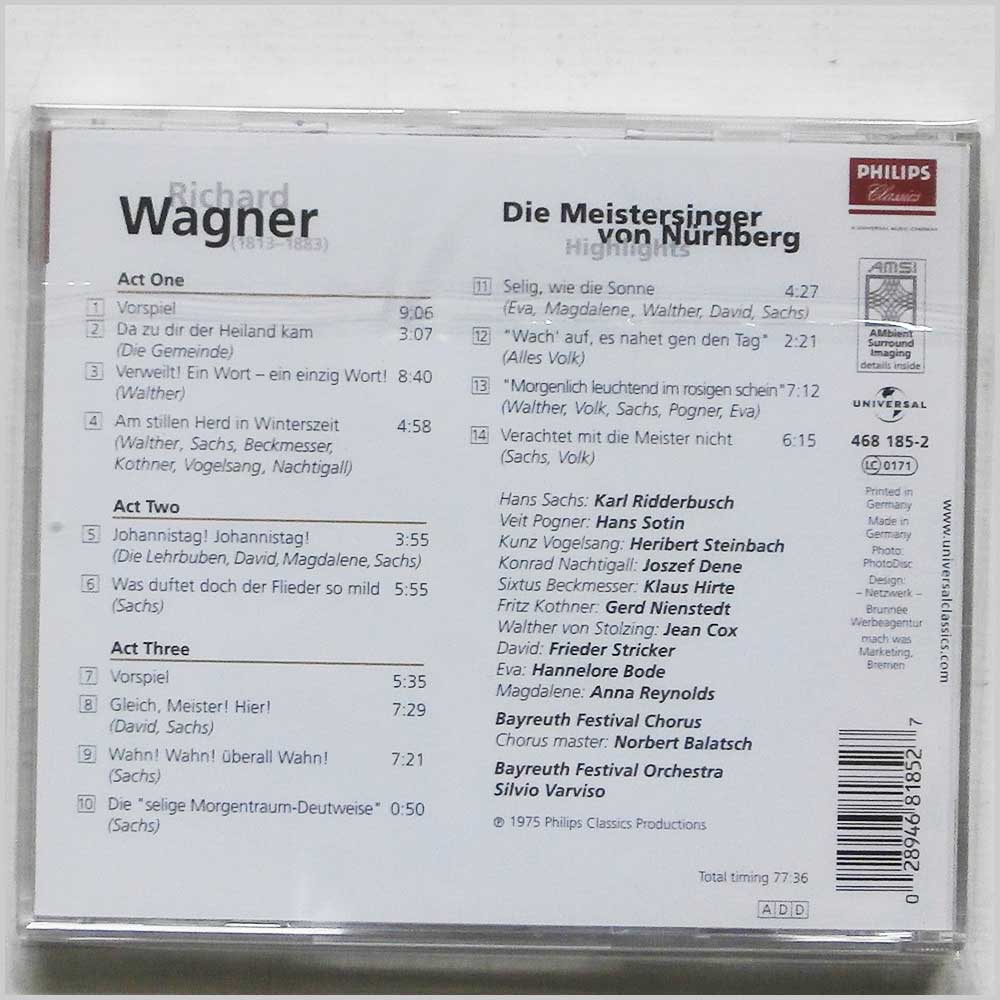 Richard
Wagner
(1813–1883)
Act One
1 Vorspiel 9:06
2 Da zu dir der Heiland kam 3:07
(Die Gemeinde)
3 Verweilt! Ein Wort – ein einzig Wort! 8:40
(Walther)
4 Am stillen Herd in Winterszeit 4:58
(Walther, Sachs, Beckmesser,
Kothner, Vogelsang, Nachtigall)
Act Two
5 Johannistag! Johannistag! 3:55
(Die Lehrbuben, David, Magdalene, Sachs)
6 Was duftet doch der Flieder so mild 5:55
(Sachs)
Act Three
7 Vorspiel 5:35
8 Gleich, Meister! Hier! 7:29
(David, Sachs)
9 Wahn! Wahn! überall Wahn! 7:21
(Sachs)
10 Die "selige Morgentraum-Deutweise" 0:50
(Sachs)
Die Meistersinger
von Nürnberg
Highlights
11 Selig, wie die Sonne 4:27
(Eva, Magdalene, Walther, David, Sachs)
12 "Wach' auf, es nahet gen den Tag" 2:21
(Alles Volk)
13 "Morgenlich leuchtend im rosigen schein" 7:12
(Walther, Volk, Sachs, Pogner, Eva)
14 Verachtet mit die Meister nicht 6:15
(Sachs, Volk)
Hans Sachs: Karl Ridderbusch
Veit Pogner: Hans Sotin
Kunz Vogelsang: Heribert Steinbach
Konrad Nachtigall: Joszef Dene
Sixtus Beckmesser: Klaus Hirte
Fritz Kothner: Gerd Nienstedt
Walther von Stolzing: Jean Cox
David: Frieder Stricker
Eva: Hannelore Bode
Magdalene: Anna Reynolds
Bayreuth Festival Chorus
Chorus master: Norbert Balatsch
Bayreuth Festival Orchestra
Silvio Varviso
℗ 1975 Philips Classics Productions
Total timing 77:36
ADD
PHILIPS
Classics
A UNIVERSAL MUSIC COMPANY
AMSI
AMbient
Surround
Imaging
details inside
UNIVERSAL
468 185-2
LC 0171
Printed in
Germany
Made in
Germany
Photo:
PhotoDisc
Design:
– Netzwerk –
Brunnée
Werbeagentur
mach was
Marketing,
Bremen
www.universalclassics.com
0 28946 81852 7